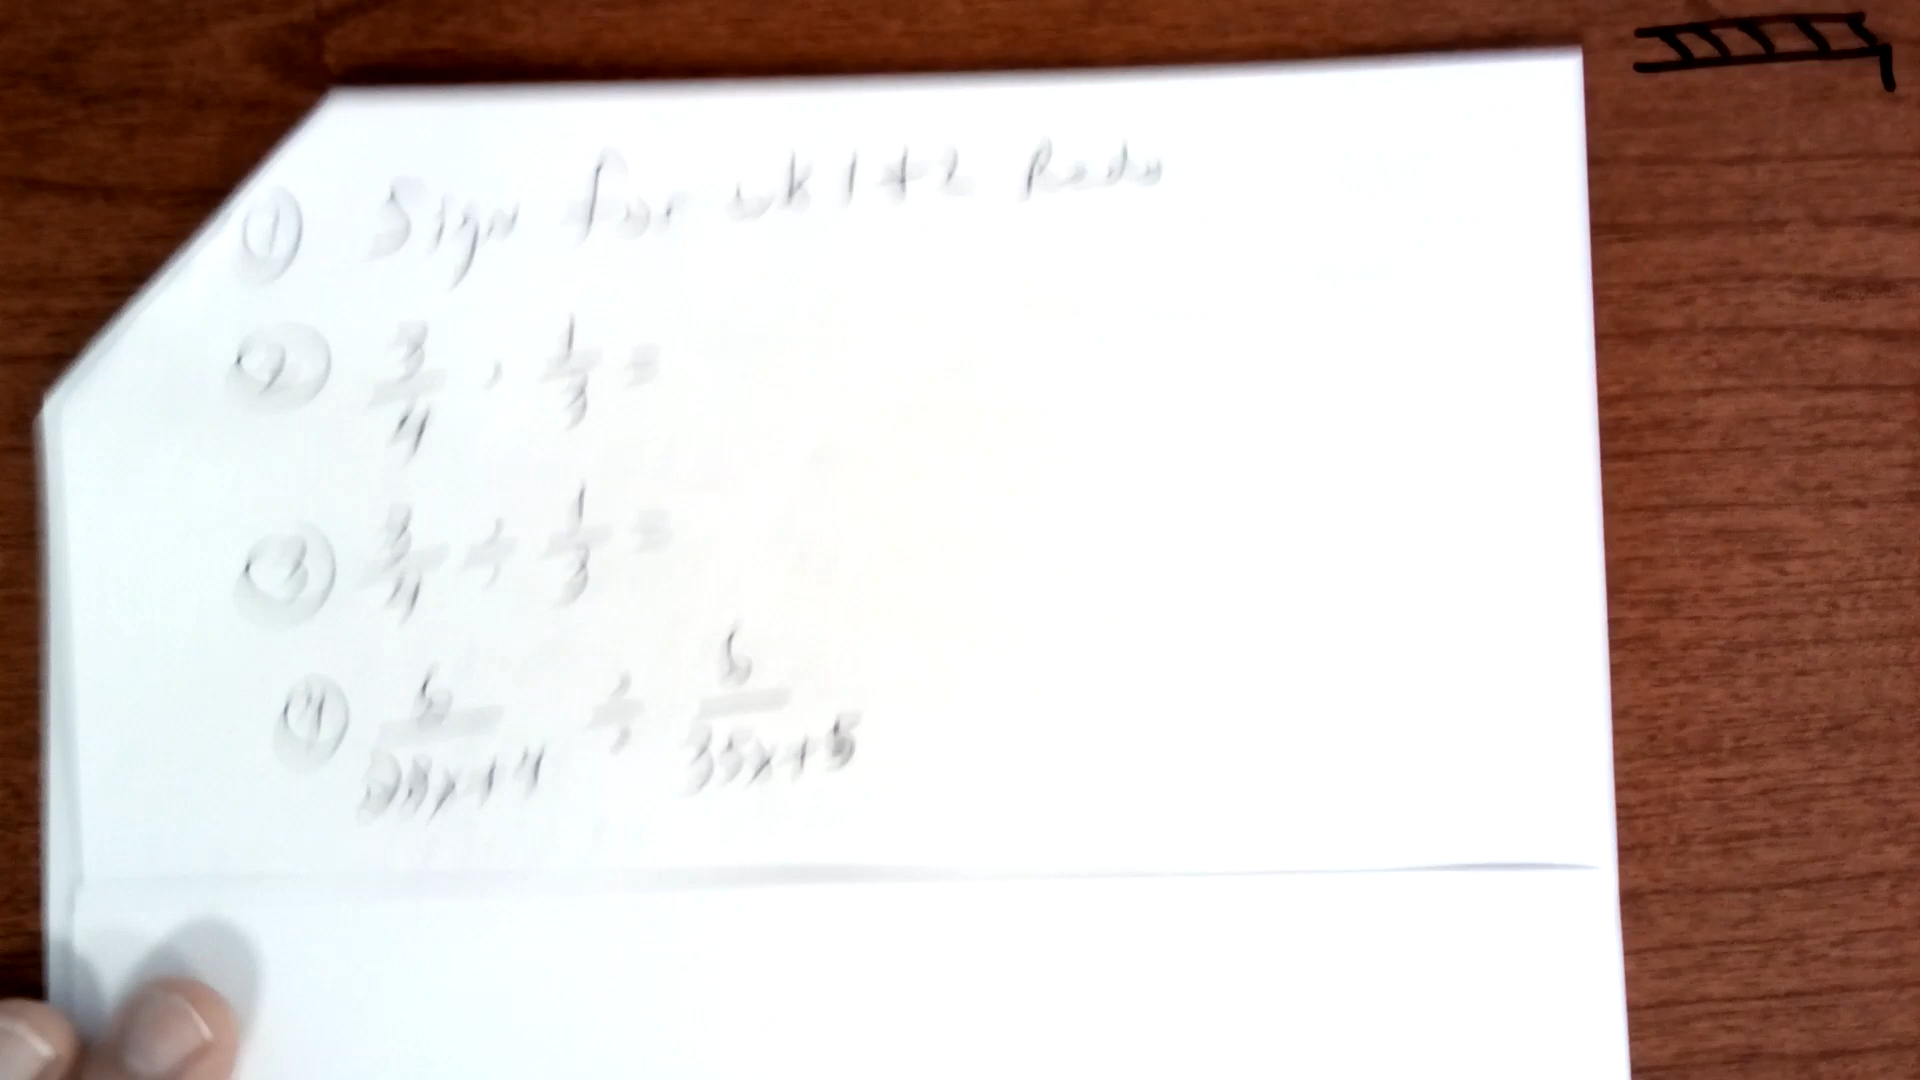 ① Sign for wk 1+2 Redo
② 3/4 · 1/3 =
③ 3/4 ÷ 1/3 =
④ 6/28x+4 ÷ 6/35x+5